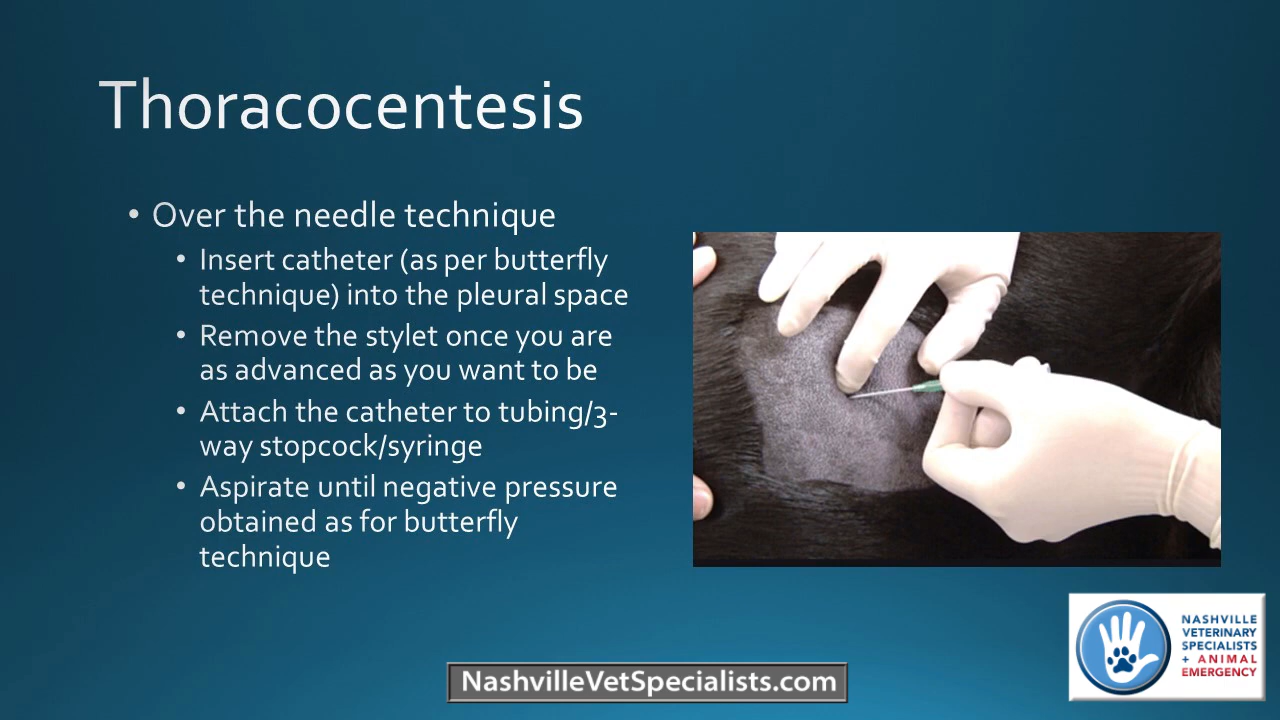 Thoracocentesis
• Over the needle technique
• Insert catheter (as per butterfly
technique) into the pleural space
• Remove the stylet once you are
as advanced as you want to be
• Attach the catheter to tubing/3-
way stopcock/syringe
• Aspirate until negative pressure
obtained as for butterfly
technique
NASHVILLE
VETERINARY
SPECIALISTS
+ ANIMAL
EMERGENCY
NashvilleVetSpecialists.com